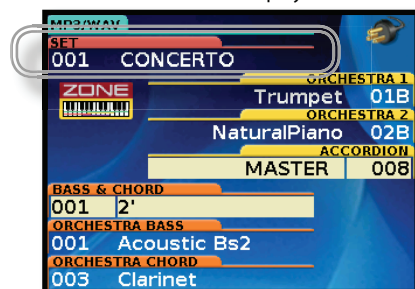 MP3/WAV
SET
001 CONCERTO
ORCHESTRA 1
ZONE
Trumpet 01B
ORCHESTRA 2
NaturalPiano 02B
ACCORDION
MASTER 008
BASS & CHORD
001 2'
ORCHESTRA BASS
001 Acoustic Bs2
ORCHESTRA CHORD
003 Clarinet